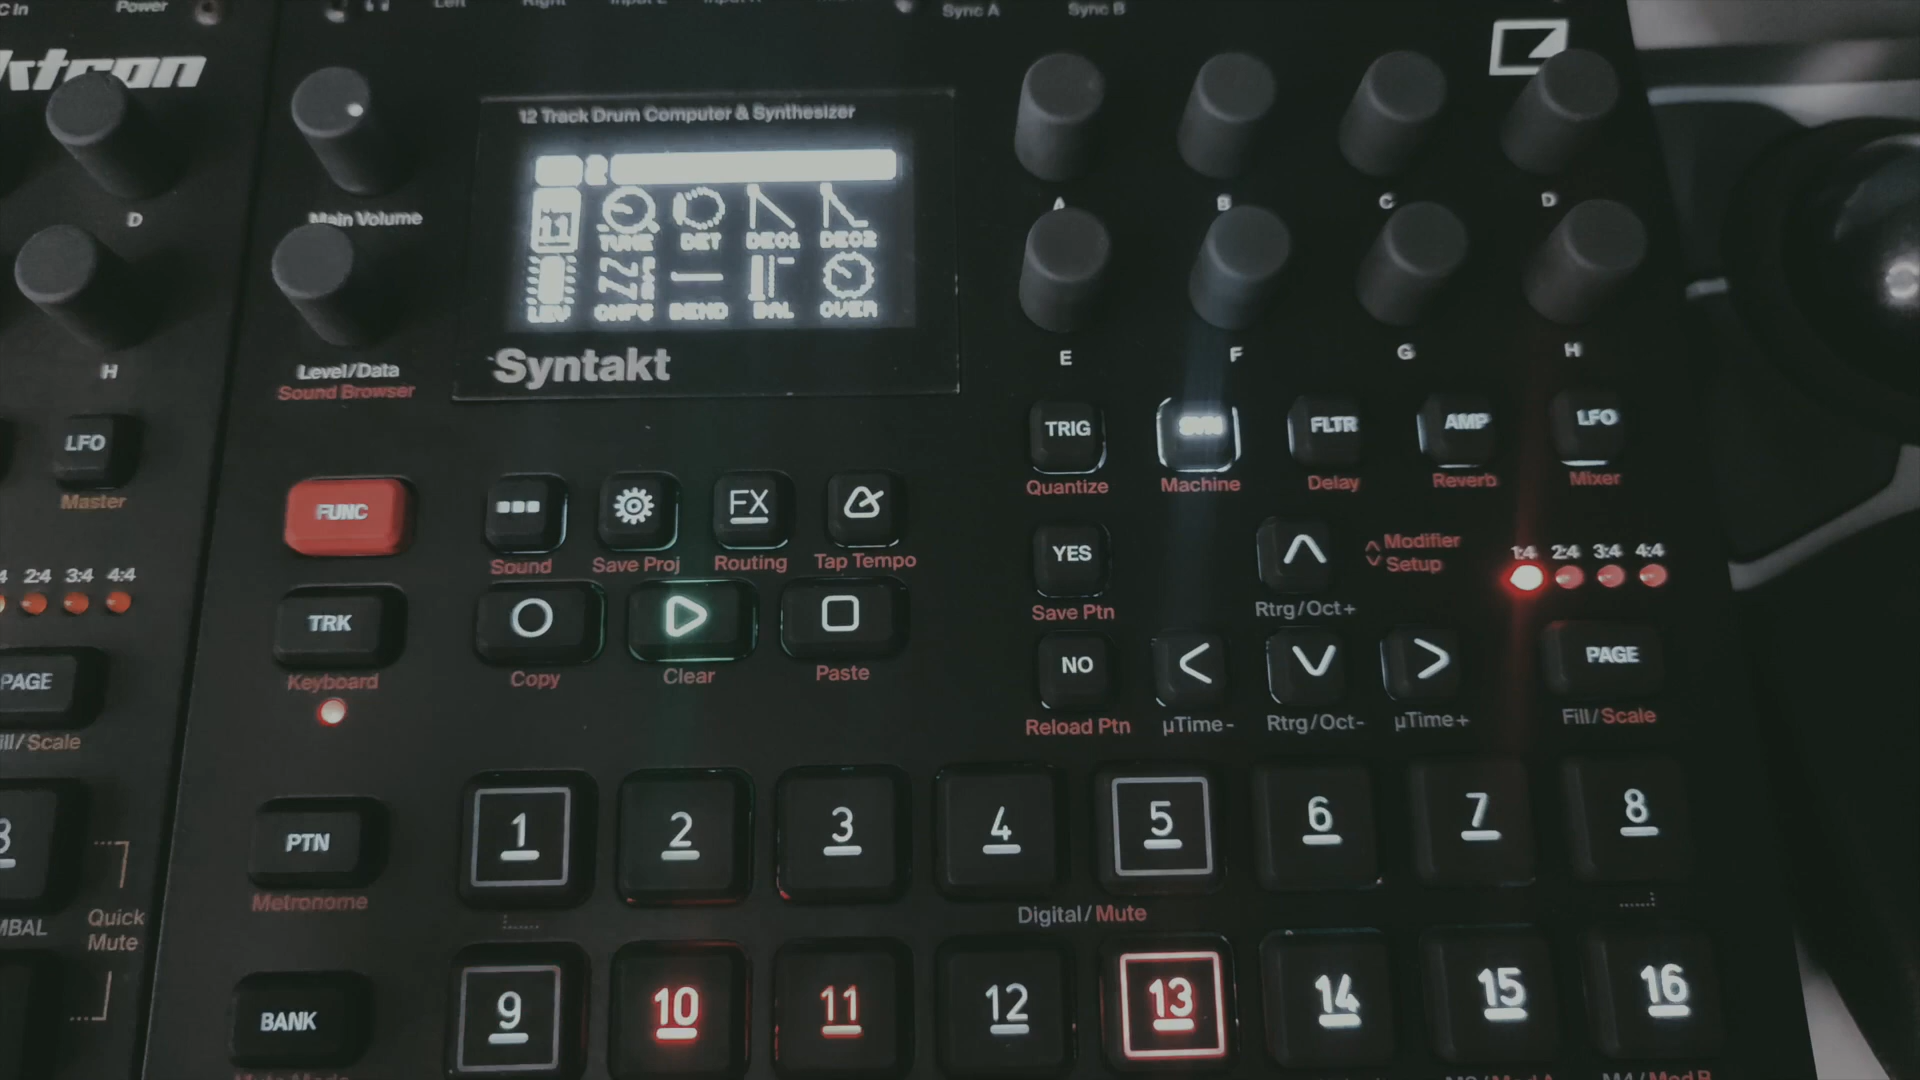 Power
Sync A
Sync B
12 Track Drum Computer & Synthesizer
11
TUNE DET DEC1 DEC2
LEV BEND BAL OVER
Syntakt
Main Volume
Level/Data
Sound Browser
A B C D
E F G H
D
H
LFO
Master
2:4 3:4 4:4
PAGE
Scale
Quick
Mute
FUNC
TRK
Keyboard
PTN
Metronome
BANK
Sound
Save Proj
FX
Routing
Tap Tempo
Copy
Clear
Paste
TRIG
Quantize
SYN
Machine
FLTR
Delay
AMP
Reverb
LFO
Mixer
YES
Save Ptn
NO
Reload Ptn
Rtrg/Oct+
Modifier
Setup
1:4 2:4 3:4 4:4
< >
µTime-
Rtrg/Oct-
µTime+
PAGE
Fill/Scale
1 2 3 4 5 6 7 8
Digital/Mute
9 10 11 12 13 14 15 16